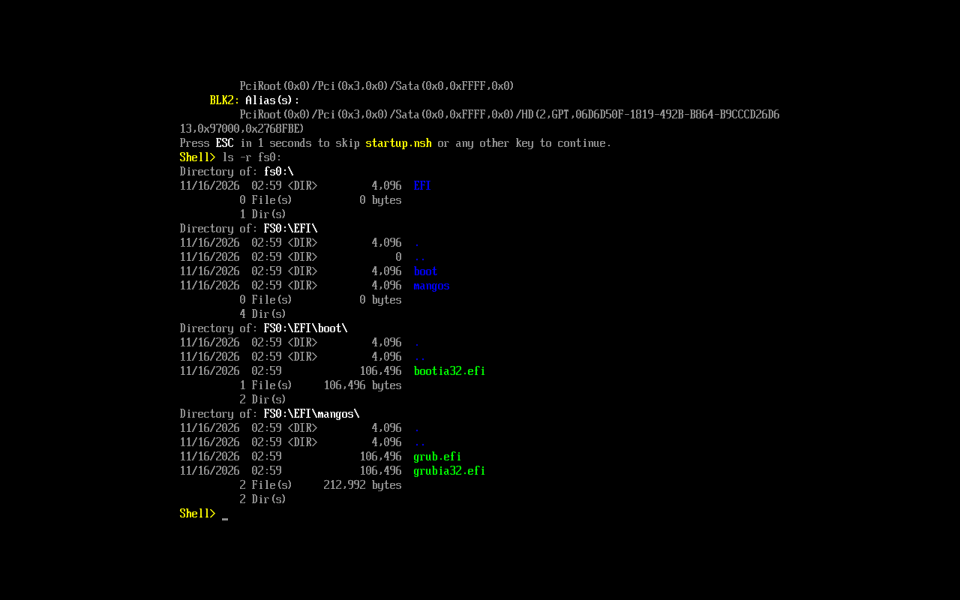 PciRoot(0x0)/Pci(0x3,0x0)/Sata(0x0,0xFFFF,0x0)
BLK2: Alias(s):
PciRoot(0x0)/Pci(0x3,0x0)/Sata(0x0,0xFFFF,0x0)/HD(2,GPT,06D6D50F-1819-492B-B864-B9CCCD26D6
13,0x97000,0x2768FBE)
Press ESC in 1 seconds to skip startup.nsh or any other key to continue.
Shell> ls -r fs0:
Directory of: fs0:\
11/16/2026  02:59 <DIR>         4,096  EFI
0 File(s)           0 bytes
1 Dir(s)
Directory of: FS0:\EFI\
11/16/2026  02:59 <DIR>         4,096  .
11/16/2026  02:59 <DIR>             0  ..
11/16/2026  02:59 <DIR>         4,096  boot
11/16/2026  02:59 <DIR>         4,096  mangos
0 File(s)           0 bytes
4 Dir(s)
Directory of: FS0:\EFI\boot\
11/16/2026  02:59 <DIR>         4,096  .
11/16/2026  02:59 <DIR>         4,096  ..
11/16/2026  02:59             106,496  bootia32.efi
1 File(s)     106,496 bytes
2 Dir(s)
Directory of: FS0:\EFI\mangos\
11/16/2026  02:59 <DIR>         4,096  .
11/16/2026  02:59 <DIR>         4,096  ..
11/16/2026  02:59             106,496  grub.efi
11/16/2026  02:59             106,496  grubia32.efi
2 File(s)     212,992 bytes
2 Dir(s)
Shell> _